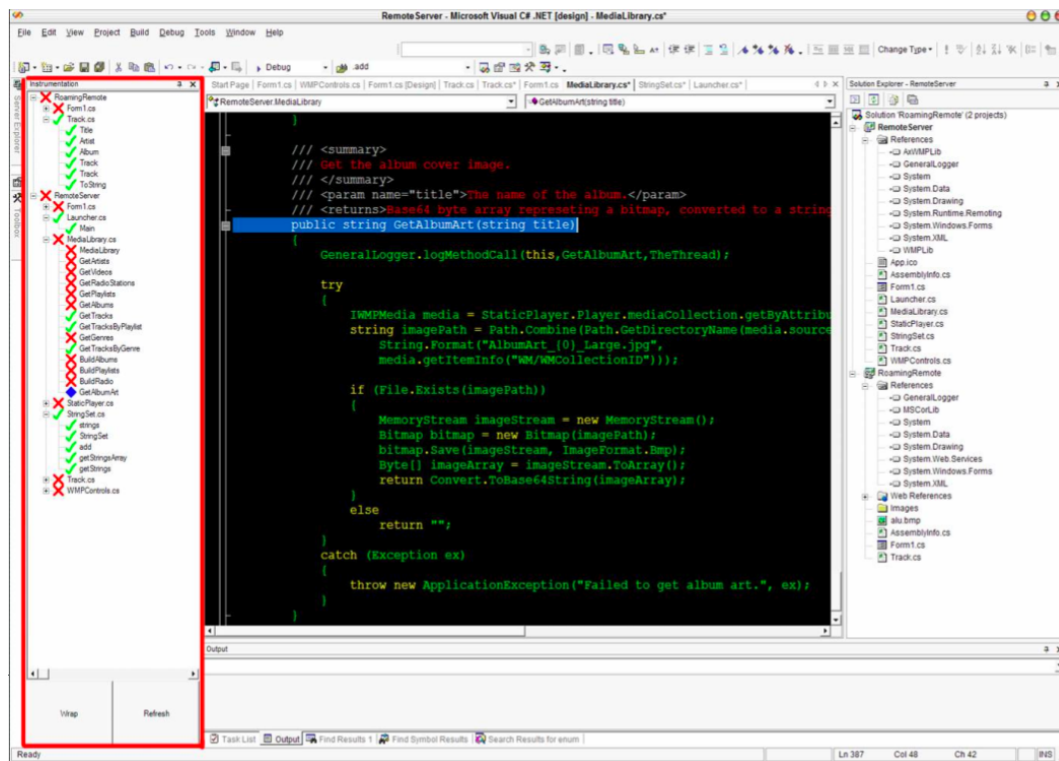 RemoteServer - Microsoft Visual C# .NET [design] - MediaLibrary.cs*
File Edit View Project Build Debug Tools Window Help
Change Type
Debug
.add
Instrumentation
RoamingRemote
Form1.cs
Track.cs
Title
Artist
Album
Track
Track
ToString
RemoteServer
Form1.cs
Launcher.cs
Main
MediaLibrary.cs
MediaLibrary
GetArtists
GetVideos
GetRadioStations
GetPlaylists
GetAlbums
GetTracks
GetTracksByPlaylist
GetGenres
GetTracksByGenre
BuildAlbums
BuildPlaylists
BuildRadio
GetAlbumArt
StaticPlayer.cs
StringSet.cs
strings
StringSet
add
getStringsArray
getStrings
Track.cs
WMPControls.cs
Wrap Refresh
Server Explorer
Toolbox
Start Page | Form1.cs | WMPControls.cs | Form1.cs [Design] | Track.cs | Track.cs* | Form1.cs MediaLibrary.cs* | StringSet.cs* | Launcher.cs* |
RemoteServer.MediaLibrary
GetAlbumArt(string title)
}
/// <summary>
/// Get the album cover image.
/// </summary>
/// <param name="title">The name of the album.</param>
/// <returns>Base64 byte array represeting a bitmap, converted to a string
public string GetAlbumArt(string title)
{
GeneralLogger.logMethodCall(this,GetAlbumArt,TheThread);
try
{
IWMPMedia media = StaticPlayer.Player.mediaCollection.getByAttribu
string imagePath = Path.Combine(Path.GetDirectoryName(media.source
String.Format("AlbumArt_{0}_Large.jpg",
media.getItemInfo("WM/WMCollectionID")));
if (File.Exists(imagePath))
{
MemoryStream imageStream = new MemoryStream();
Bitmap bitmap = new Bitmap(imagePath);
bitmap.Save(imageStream, ImageFormat.Bmp);
Byte[] imageArray = imageStream.ToArray();
return Convert.ToBase64String(imageArray);
}
else
return "";
}
catch (Exception ex)
{
throw new ApplicationException("Failed to get album art.", ex);
}
}
Output
Task List Output Find Results 1 Find Symbol Results Search Results for enum
Solution Explorer - RemoteServer
Solution 'RoamingRemote' (2 projects)
RemoteServer
References
AxWMPLib
GeneralLogger
System
System.Data
System.Drawing
System.Runtime.Remoting
System.Windows.Forms
System.XML
WMPLib
App.ico
AssemblyInfo.cs
Form1.cs
Launcher.cs
MediaLibrary.cs
StaticPlayer.cs
StringSet.cs
Track.cs
WMPControls.cs
RoamingRemote
References
GeneralLogger
MSCorLib
System
System.Data
System.Drawing
System.Web.Services
System.Windows.Forms
System.XML
Web References
Images
alu.bmp
AssemblyInfo.cs
Form1.cs
Track.cs
Ready Ln 387 Col 48 Ch 42 INS